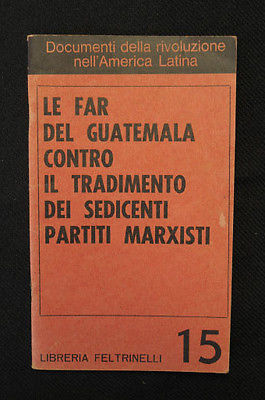 Documenti della rivoluzione
nell'America Latina
LE FAR
DEL GUATEMALA
CONTRO
IL TRADIMENTO
DEI SEDICENTI
PARTITI MARXISTI
LIBRERIA FELTRINELLI 15